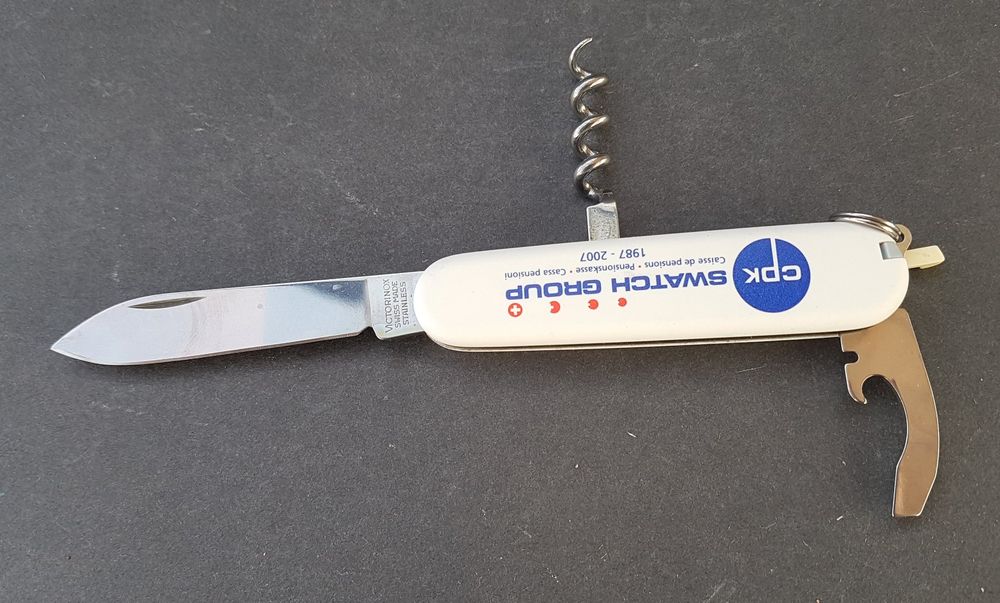 VICTORINOX
SWISS MADE
STAINLESS
cpk
SWATCH GROUP
Caisse de pensions • Pensionskasse • Cassa pensioni
1987 - 2007